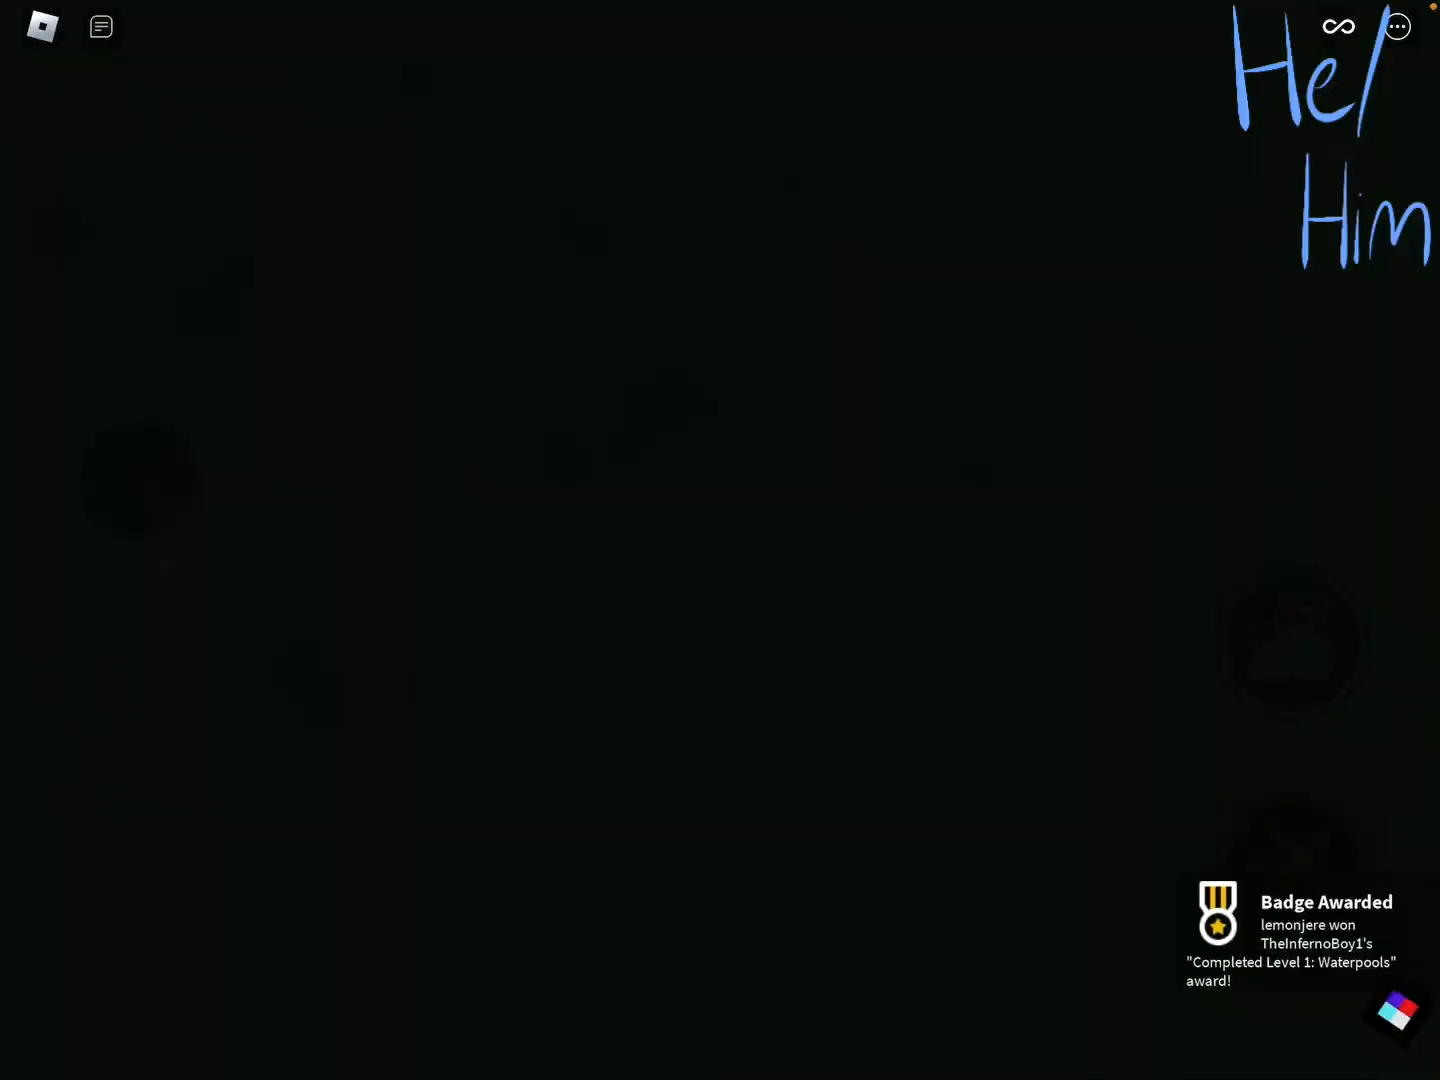 He/
Him
Badge Awarded
lemonjere won
TheInfernoBoy1's
"Completed Level 1: Waterpools"
award!